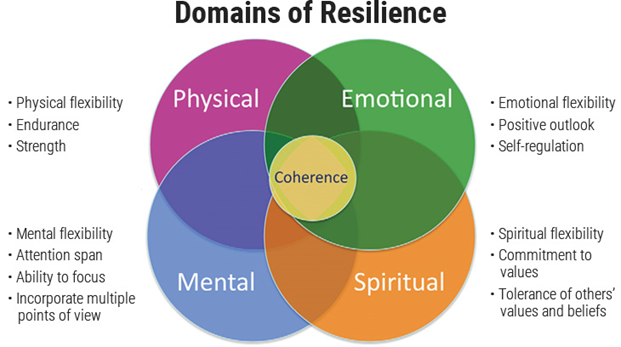 Domains of Resilience
Physical
Emotional
• Physical flexibility
• Endurance
• Strength
• Emotional flexibility
• Positive outlook
• Self-regulation
Coherence
• Mental flexibility
• Attention span
• Ability to focus
• Incorporate multiple
points of view
Mental
Spiritual
• Spiritual flexibility
• Commitment to
values
• Tolerance of others’
values and beliefs